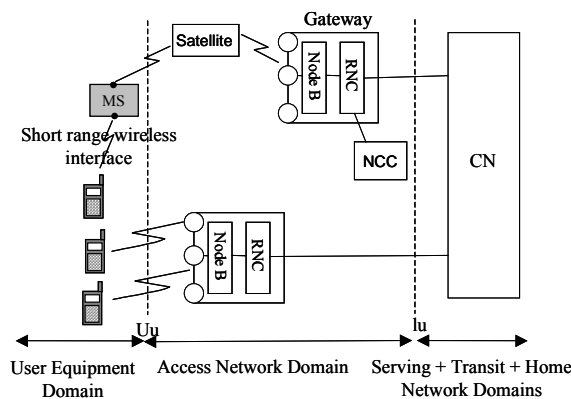 Gateway
Satellite
Node B
RNC
MS
Short range wireless
interface
NCC
CN
Node B
RNC
Uu
Iu
User Equipment
Domain
Access Network Domain
Serving + Transit + Home
Network Domains